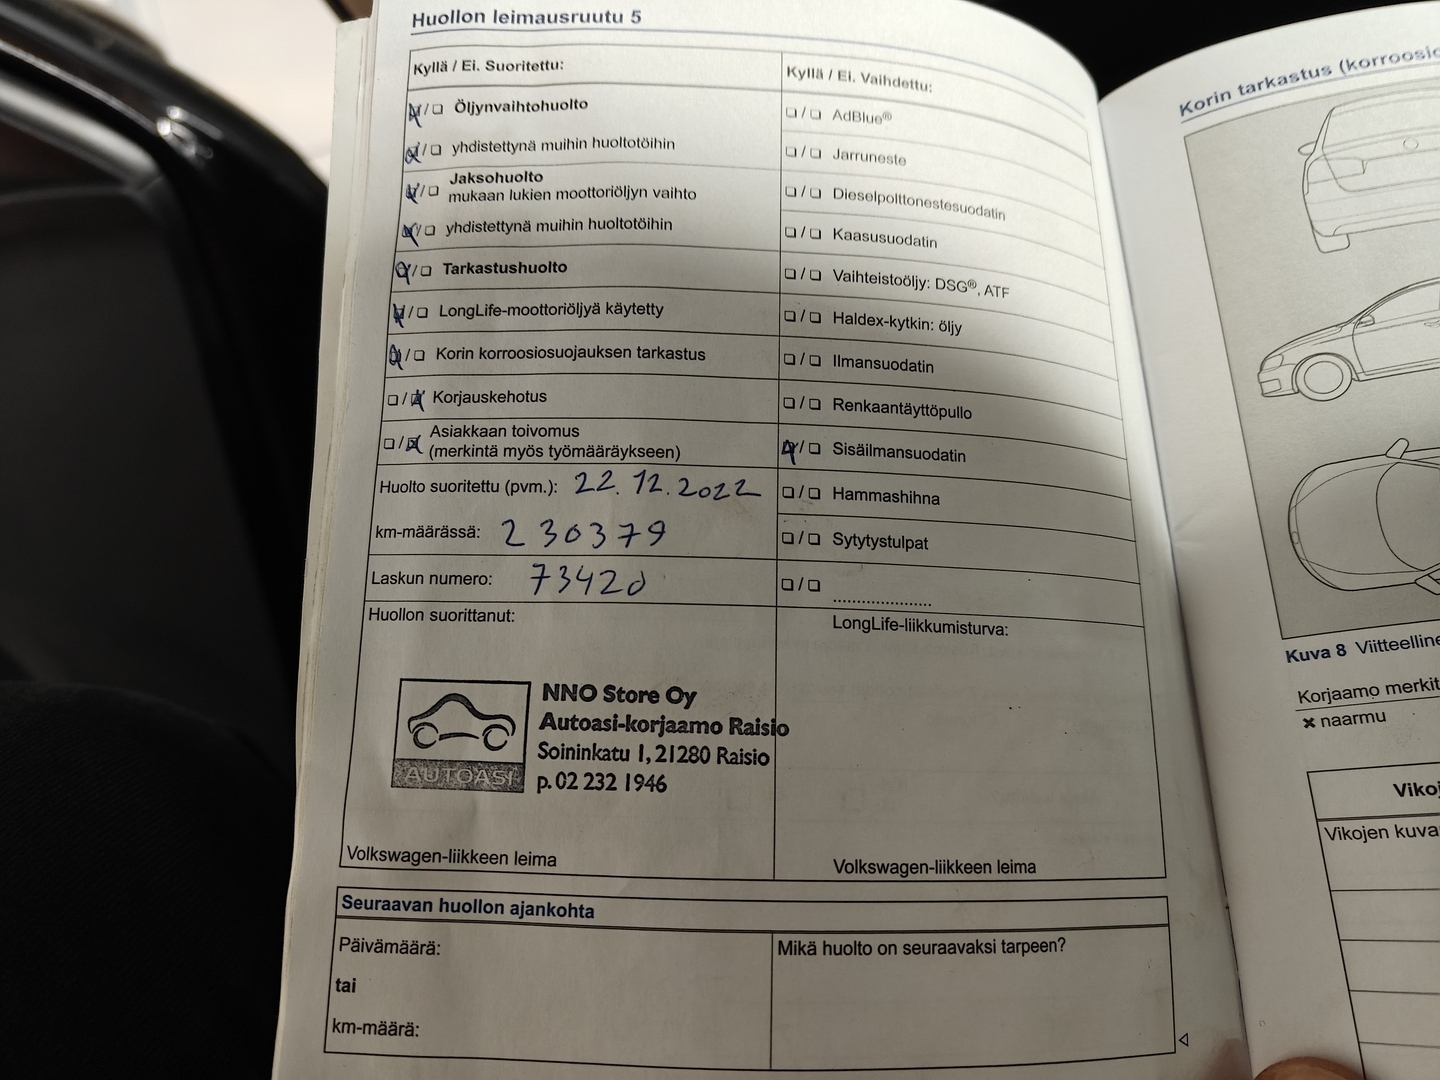 Huollon leimausruutu 5
Kyllä / Ei. Suoritettu:
☒/☐ Öljynvaihtohuolto
☒/☐ yhdistettynä muihin huoltotöihin
☒/☐ Jaksohuolto
mukaan lukien moottoriöljyn vaihto
☒/☐ yhdistettynä muihin huoltotöihin
☒/☐ Tarkastushuolto
☒/☐ LongLife-moottoriöljyä käytetty
☒/☐ Korin korroosiosuojauksen tarkastus
☐/☒ Korjauskehotus
☐/☒ Asiakkaan toivomus
(merkintä myös työmääräykseen)
Huolto suoritettu (pvm.): 22.12.2022
km-määrässä: 230379
Laskun numero: 73420
Huollon suorittanut:
NNO Store Oy
Autoasi-korjaamo Raisio
Soininkatu 1, 21280 Raisio
p. 02 232 1946
AUTOASI
Volkswagen-liikkeen leima
Kyllä / Ei. Vaihdettu:
☐/☐ AdBlue®
☐/☐ Jarruneste
☐/☐ Dieselpolttonestesuodatin
☐/☐ Kaasusuodatin
☐/☐ Vaihteistoöljy: DSG®, ATF
☐/☐ Haldex-kytkin: öljy
☐/☐ Ilmansuodatin
☐/☐ Renkaantäyttöpullo
☒/☐ Sisäilmansuodatin
☐/☐ Hammashihna
☐/☐ Sytytystulpat
☐/☐ ....................
LongLife-liikkumisturva:
Volkswagen-liikkeen leima
Seuraavan huollon ajankohta
Päivämäärä:
tai
km-määrä:
Mikä huolto on seuraavaksi tarpeen?
Korin tarkastus (korroosio
Kuva 8 Viitteelline
Korjaamo merkit
✖ naarmu
Vikoj
Vikojen kuva